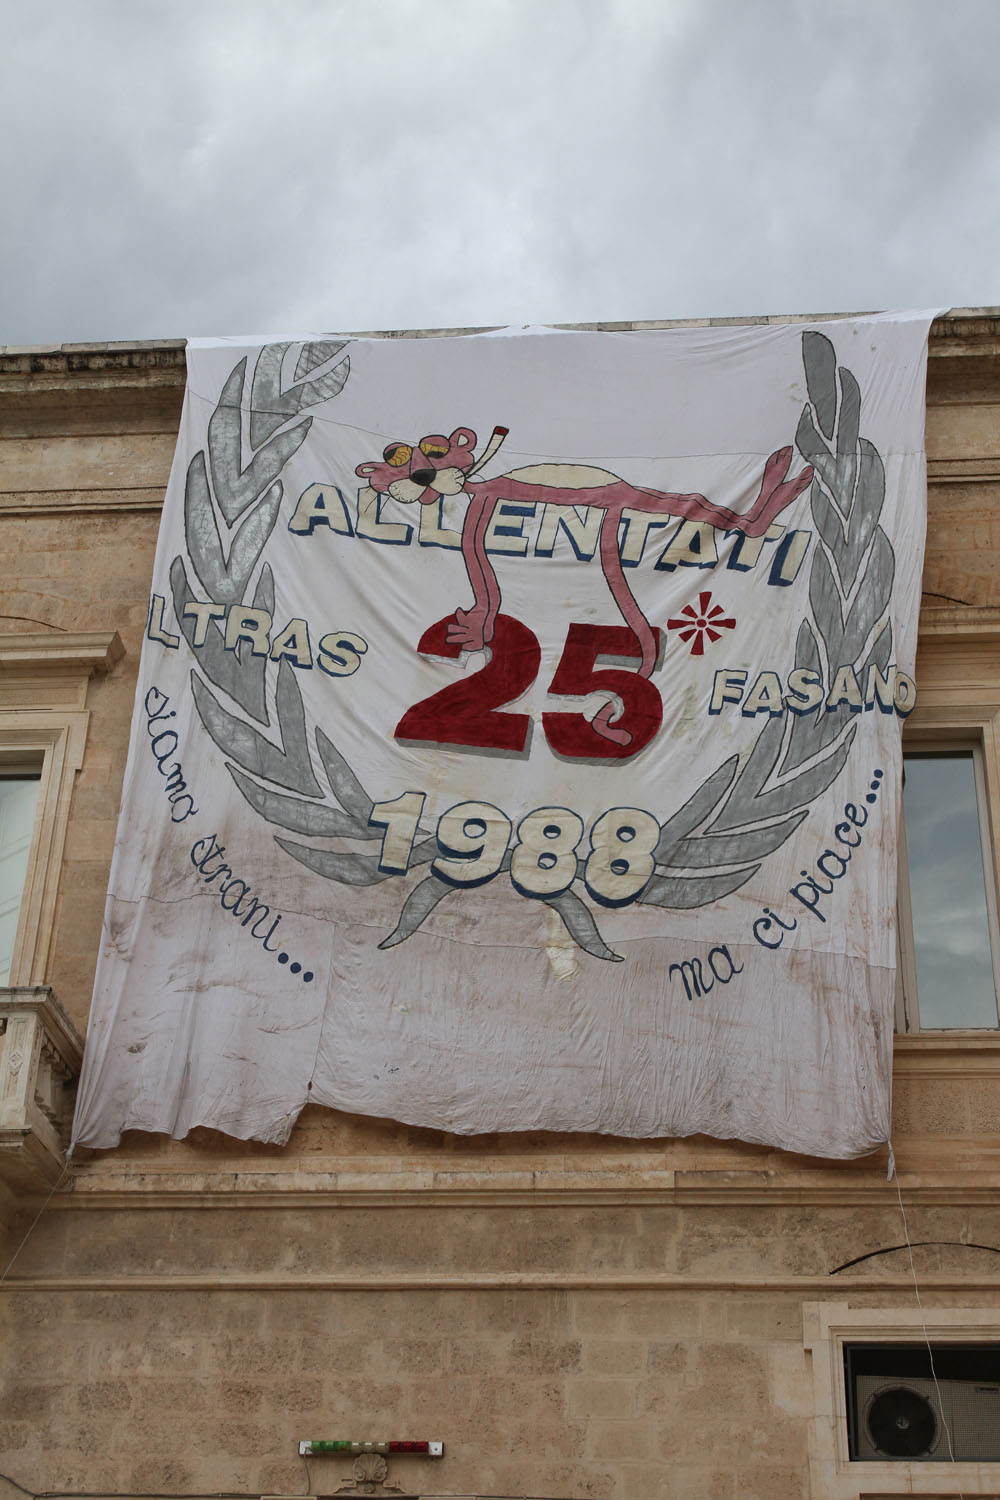 ALLENTATI
LTRAS
25
FASANO
1988
siamo strani...
ma ci piace...